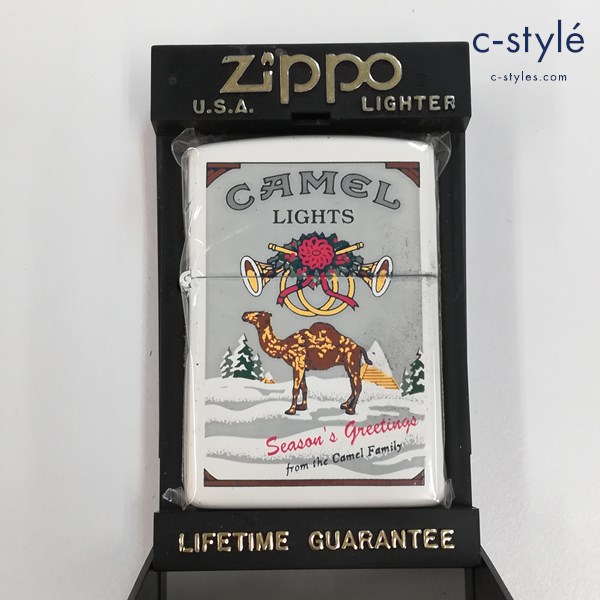 c-stylé
c-styles.com
zippo
U.S.A. LIGHTER
CAMEL
LIGHTS
Season's Greetings
from the Camel Family
LIFETIME GUARANTEE